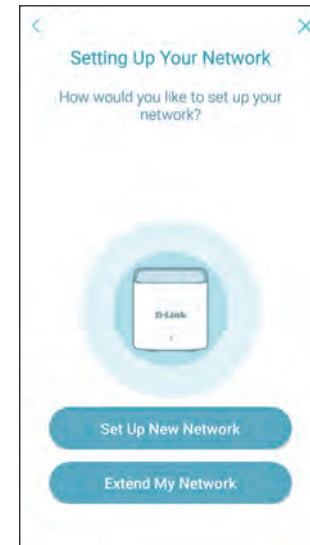 Setting Up Your Network
How would you like to set up your
network?
D-Link
Set Up New Network
Extend My Network